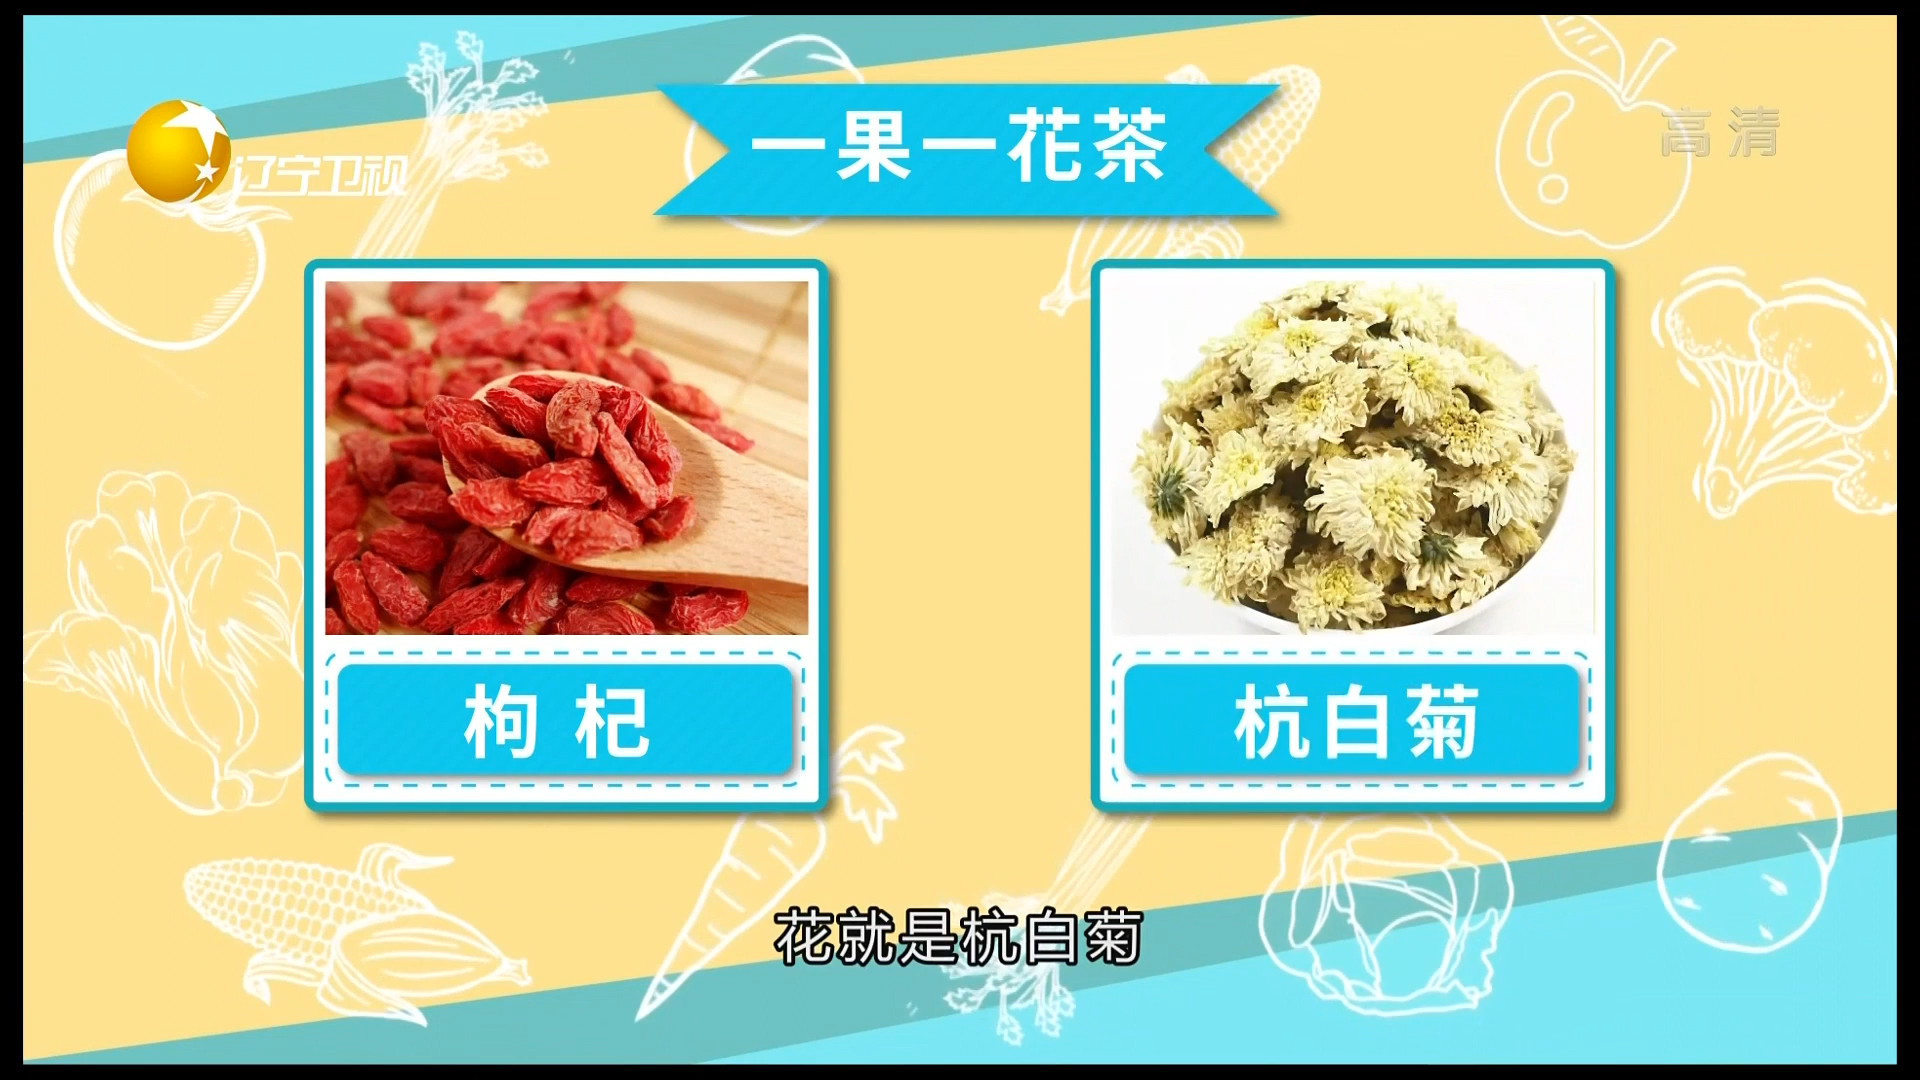 辽宁卫视
高清
一果一花茶
枸杞
杭白菊
花就是杭白菊